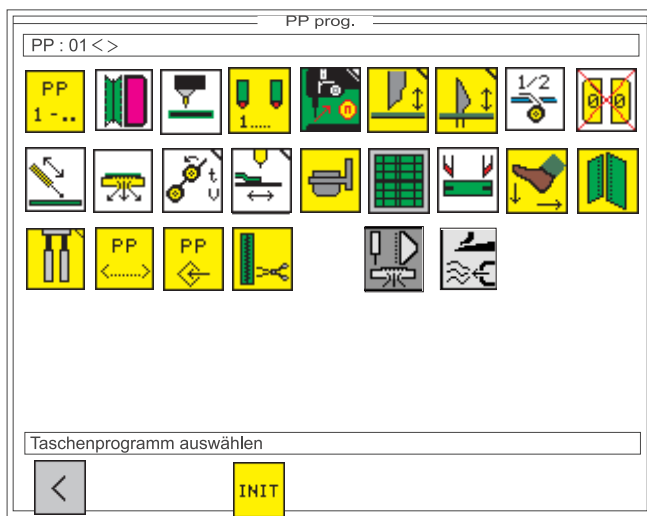 PP prog.
PP : 01 < >
PP
1 - ..
1.....
n
1/2
0 0
t
v
PP
<.......>
PP
Taschenprogramm auswählen
<
INIT